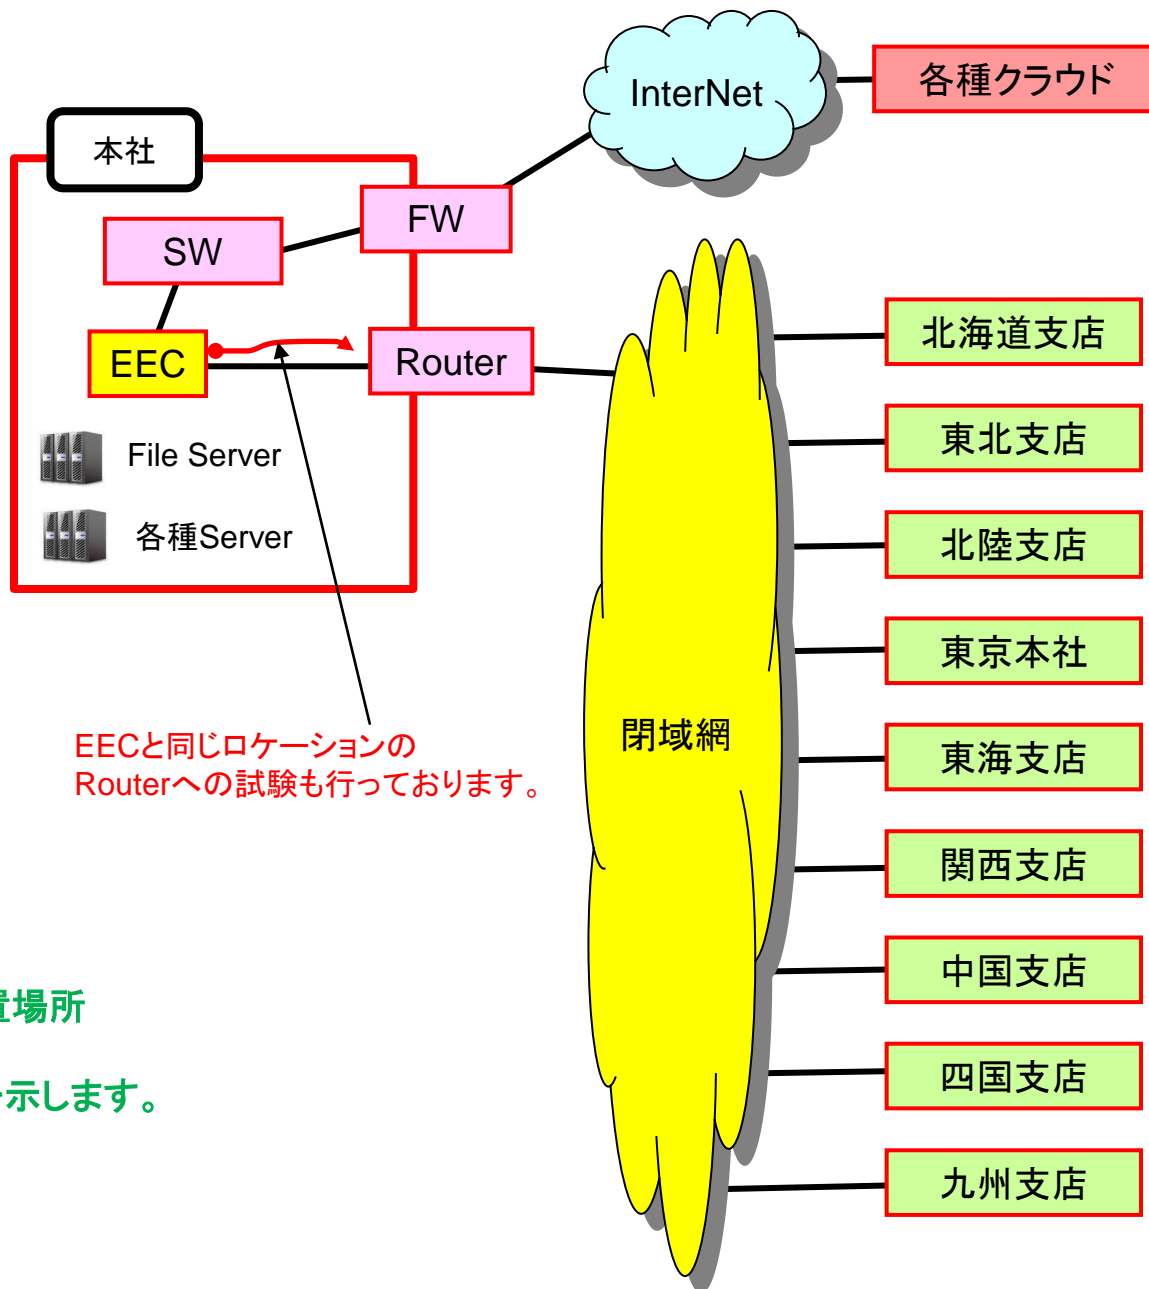 InterNet
各種クラウド
本社
FW
SW
EEC
Router
File Server
各種Server
北海道支店
東北支店
北陸支店
東京本社
東海支店
関西支店
中国支店
四国支店
九州支店
閉域網
EECと同じロケーションの
Routerへの試験も行っております。
置場所
示します。